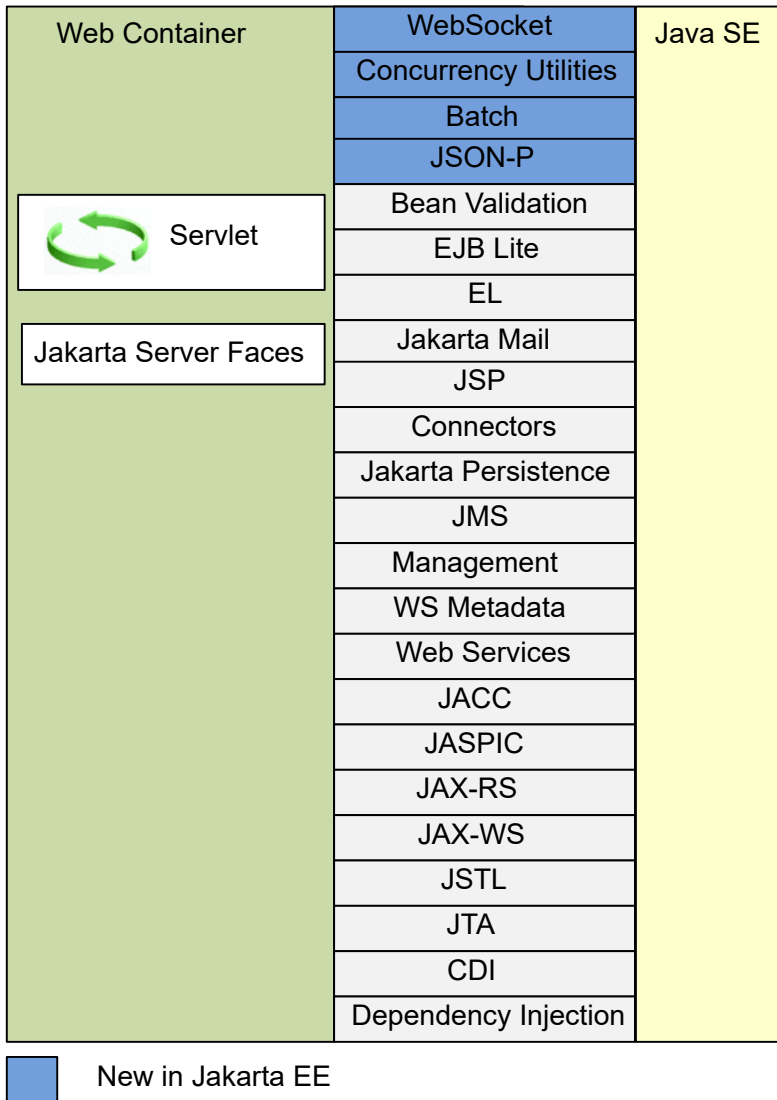 Web Container
Servlet
Jakarta Server Faces
WebSocket
Concurrency Utilities
Batch
JSON-P
Bean Validation
EJB Lite
EL
Jakarta Mail
JSP
Connectors
Jakarta Persistence
JMS
Management
WS Metadata
Web Services
JACC
JASPIC
JAX-RS
JAX-WS
JSTL
JTA
CDI
Dependency Injection
Java SE
New in Jakarta EE